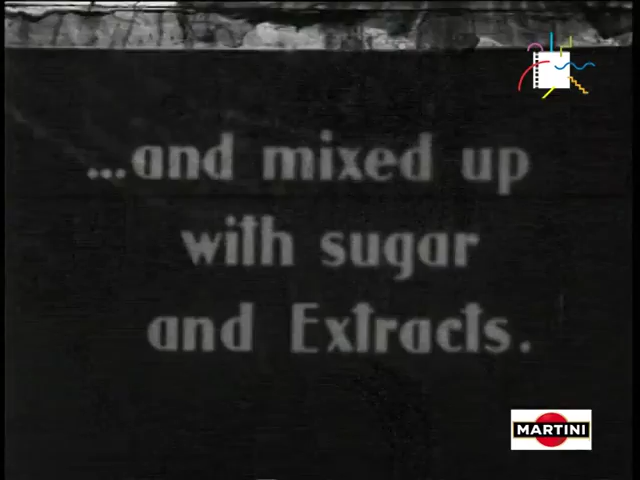 ...and mixed up
with sugar
and Extracts.
MARTINI